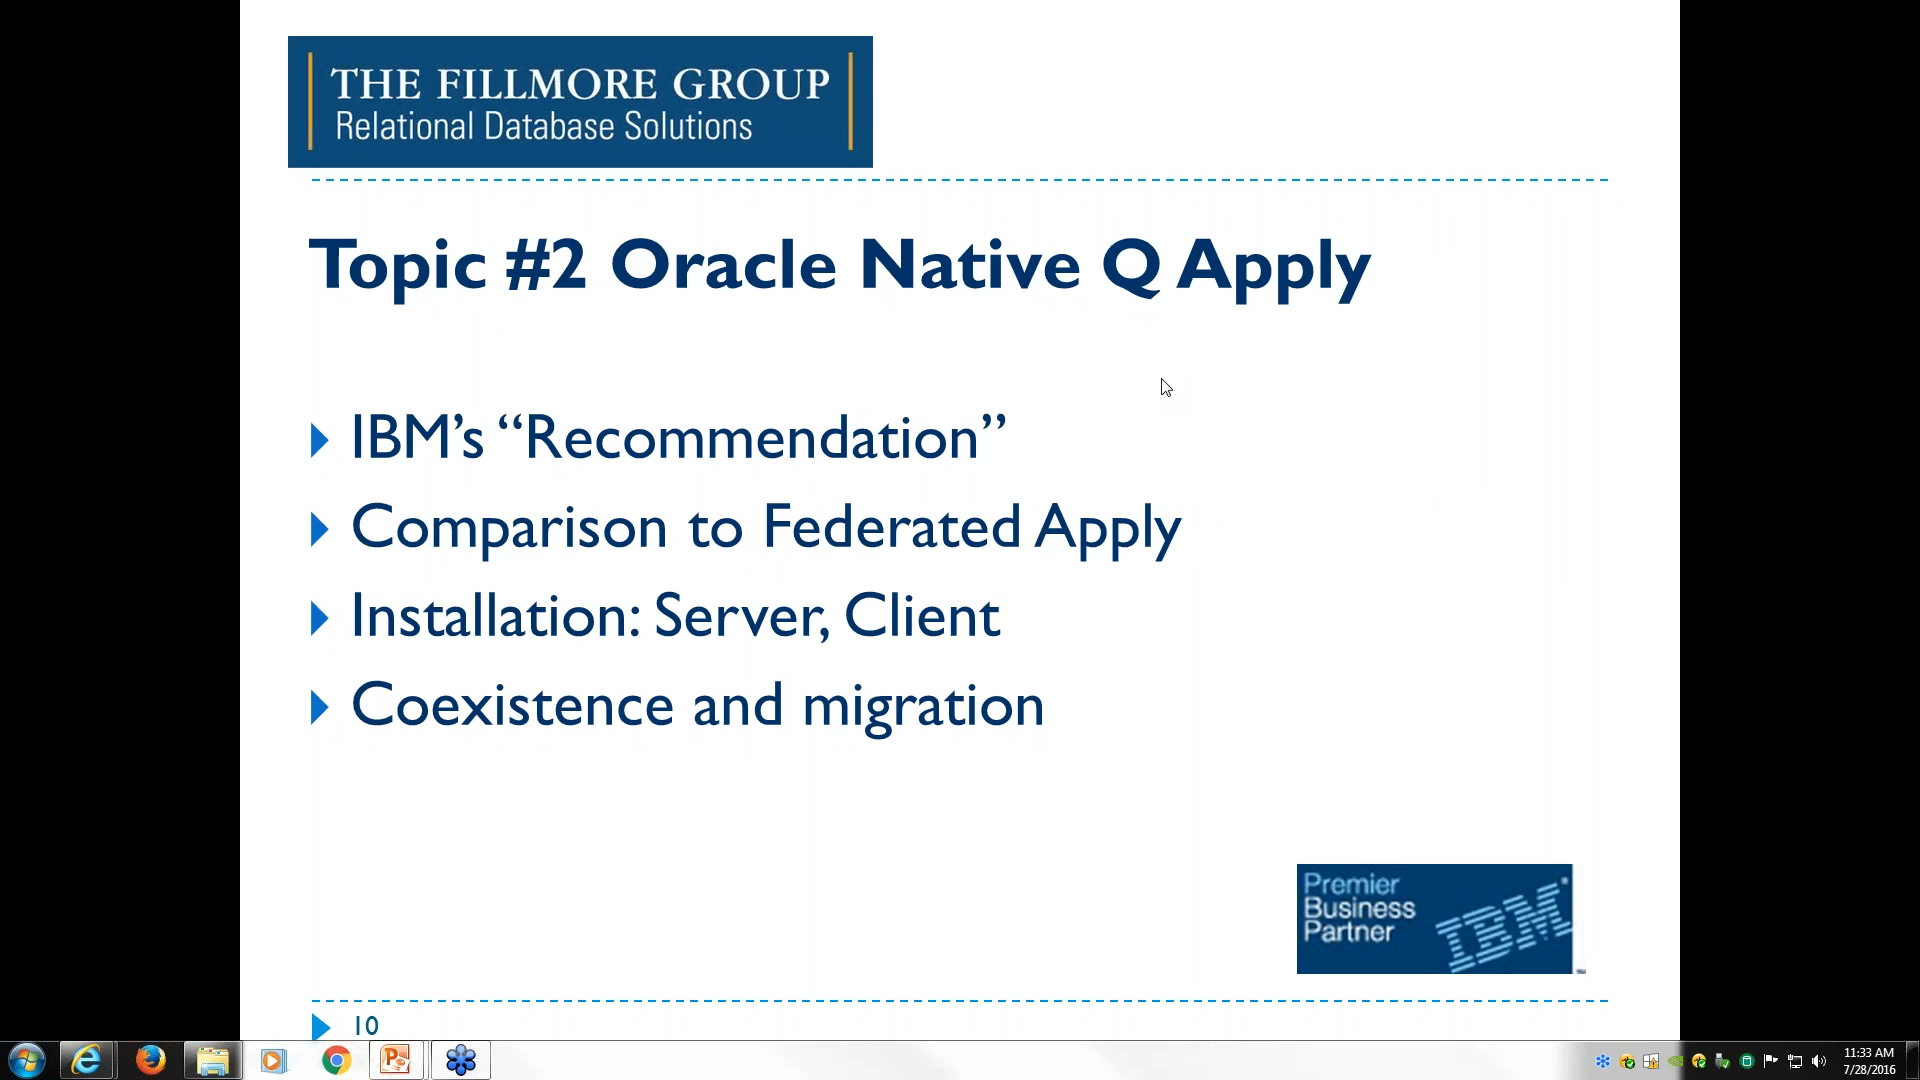 THE FILLMORE GROUP
Relational Database Solutions
Topic #2 Oracle Native Q Apply
IBM's “Recommendation”
Comparison to Federated Apply
Installation: Server, Client
Coexistence and migration
Premier
Business
Partner
IBM
10
11:33 AM
7/28/2016